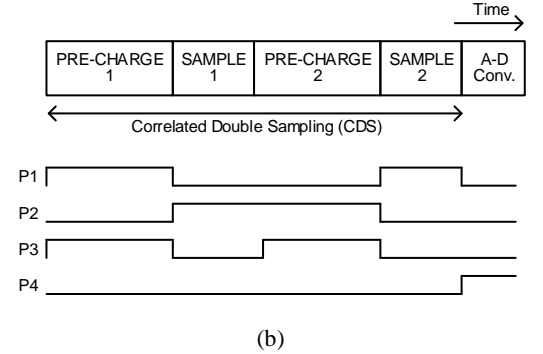 Time
PRE-CHARGE 1 SAMPLE 1 PRE-CHARGE 2 SAMPLE 2 A-D Conv.
Correlated Double Sampling (CDS)
P1
P2
P3
P4
(b)